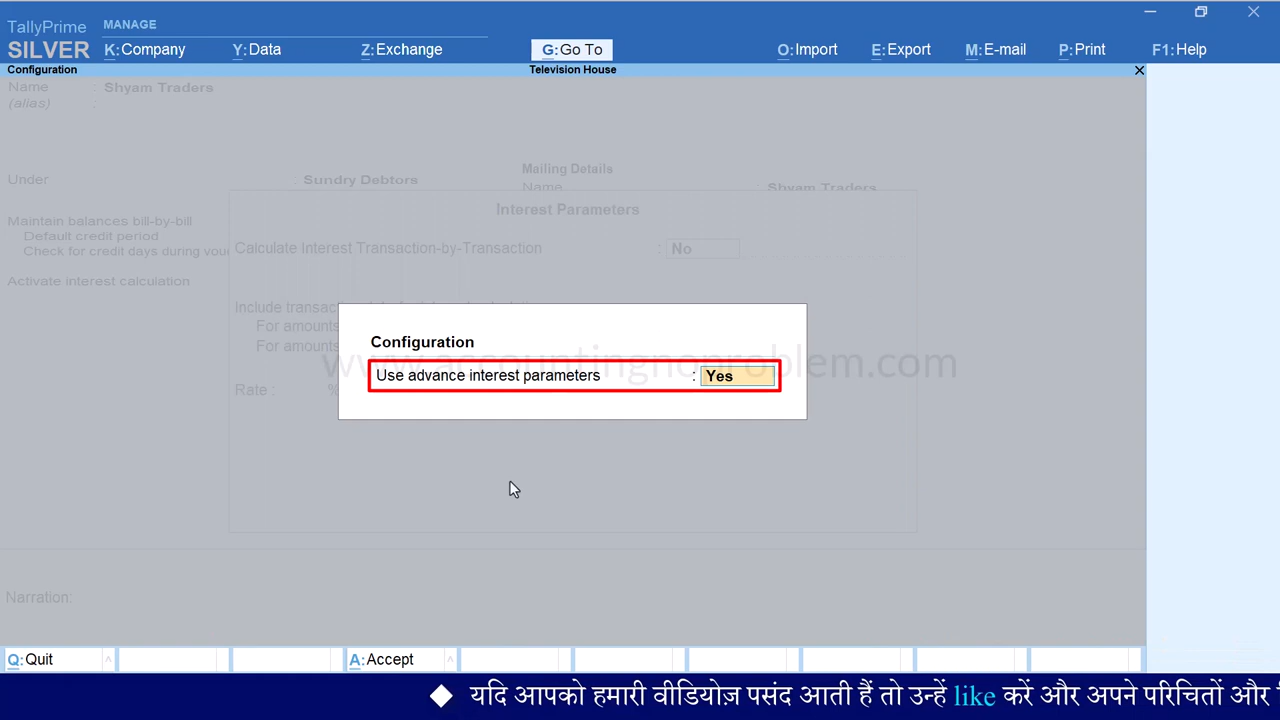 TallyPrime MANAGE
SILVER K:Company Y:Data Z:Exchange G:Go To O:Import E:Export M:E-mail P:Print F1:Help
Configuration Television House
Name : Shyam Traders
(alias) :
Mailing Details
Under : Sundry Debtors
Name Shyam Traders
Interest Parameters
Maintain balances bill-by-bill
Default credit period
Check for credit days during vou
Calculate Interest Transaction-by-Transaction : No
Activate interest calculation
Include transac
For amounts
For amounts
Configuration
www.accountingnoproblem.com
Use advance interest parameters : Yes
Rate : %
Narration:
Q:Quit A:Accept
यदि आपको हमारी वीडियोज़ पसंद आती हैं तो उन्हें like करें और अपने परिचितों और